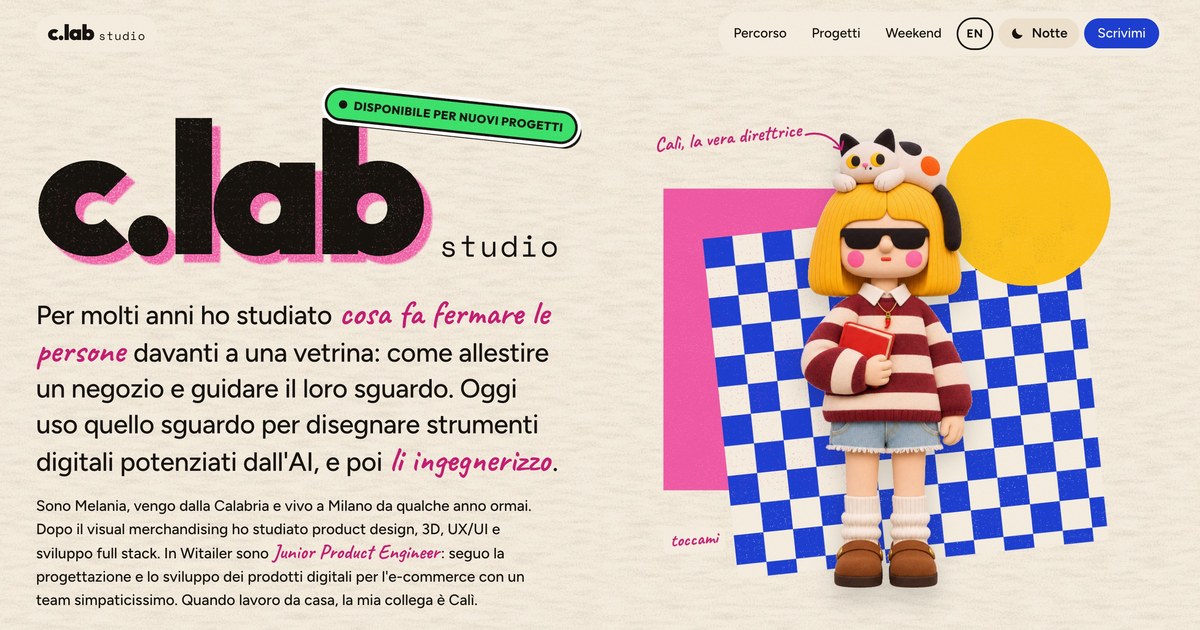 c.lab studio
Percorso
Progetti
Weekend
EN
Notte
Scrivimi
DISPONIBILE PER NUOVI PROGETTI
c.lab studio
Per molti anni ho studiato cosa fa fermare le
persone davanti a una vetrina: come allestire
un negozio e guidare il loro sguardo. Oggi
uso quello sguardo per disegnare strumenti
digitali potenziati dall'AI, e poi li ingegnerizzo.
Sono Melania, vengo dalla Calabria e vivo a Milano da qualche anno ormai.
Dopo il visual merchandising ho studiato product design, 3D, UX/UI e
sviluppo full stack. In Witailer sono Junior Product Engineer: seguo la
progettazione e lo sviluppo dei prodotti digitali per l'e-commerce con un
team simpaticissimo. Quando lavoro da casa, la mia collega è Calì.
Calì, la vera direttrice
toccami